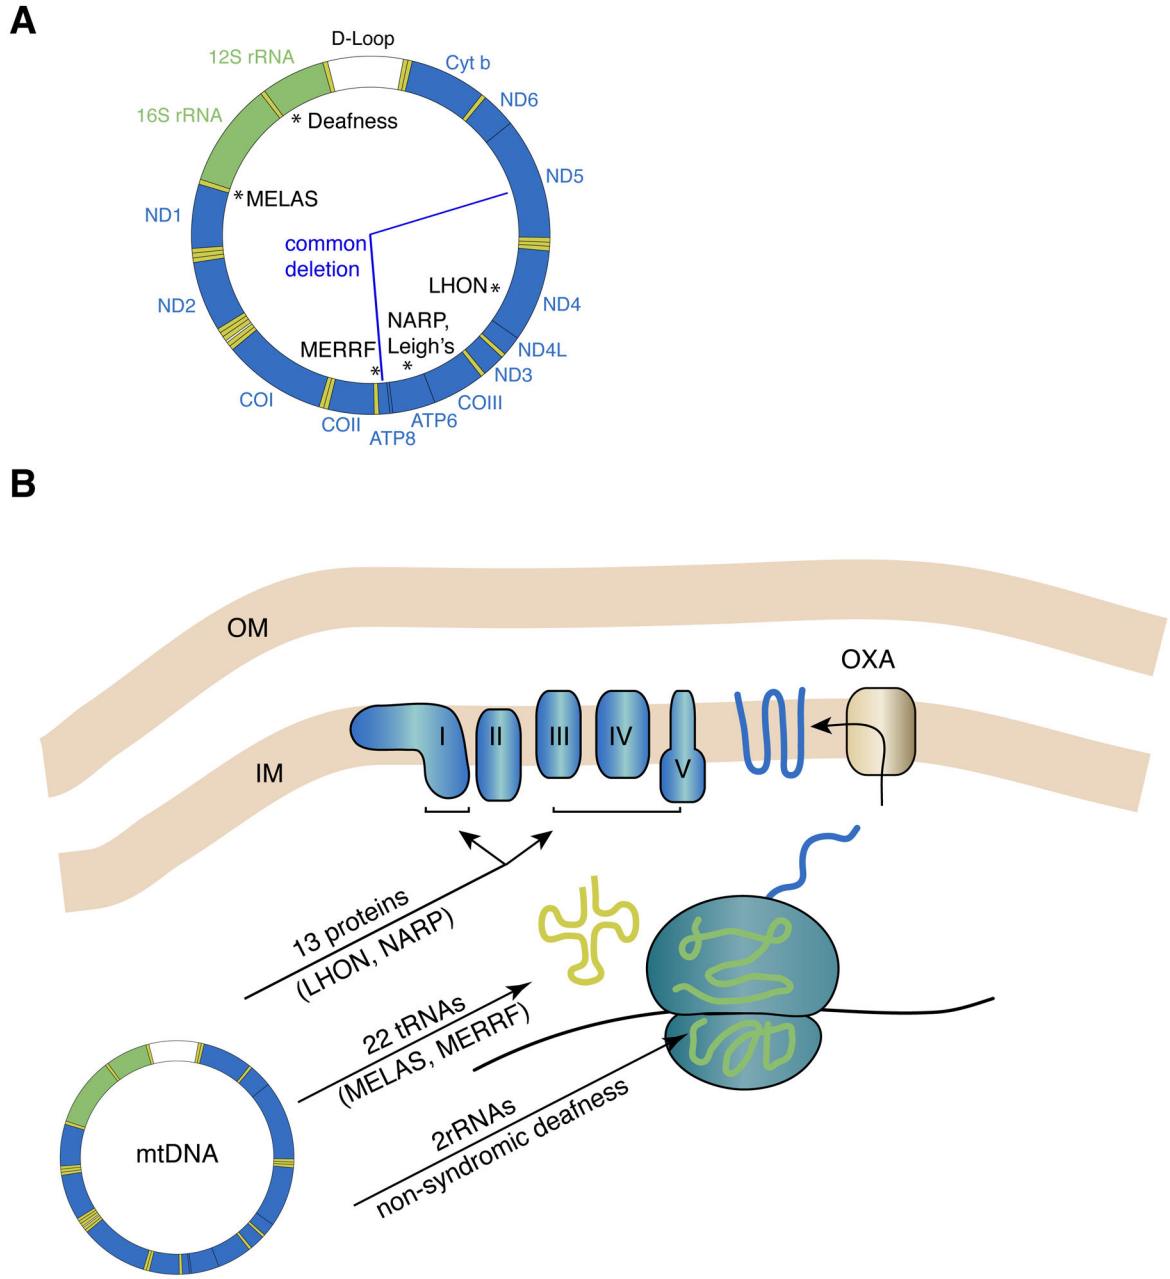 A
D-Loop
12S rRNA
Cyt b
ND6
16S rRNA
* Deafness
ND5
*MELAS
ND1
common
deletion
LHON*
ND2
ND4
NARP,
Leigh's
*
MERRF
*
ND4L
ND3
COI
COIII
COII
ATP6
ATP8
B
OM
OXA
IM
I
II
III
IV
V
13 proteins
(LHON, NARP)
22 tRNAs
(MELAS, MERRF)
2rRNAs
non-syndromic deafness
mtDNA